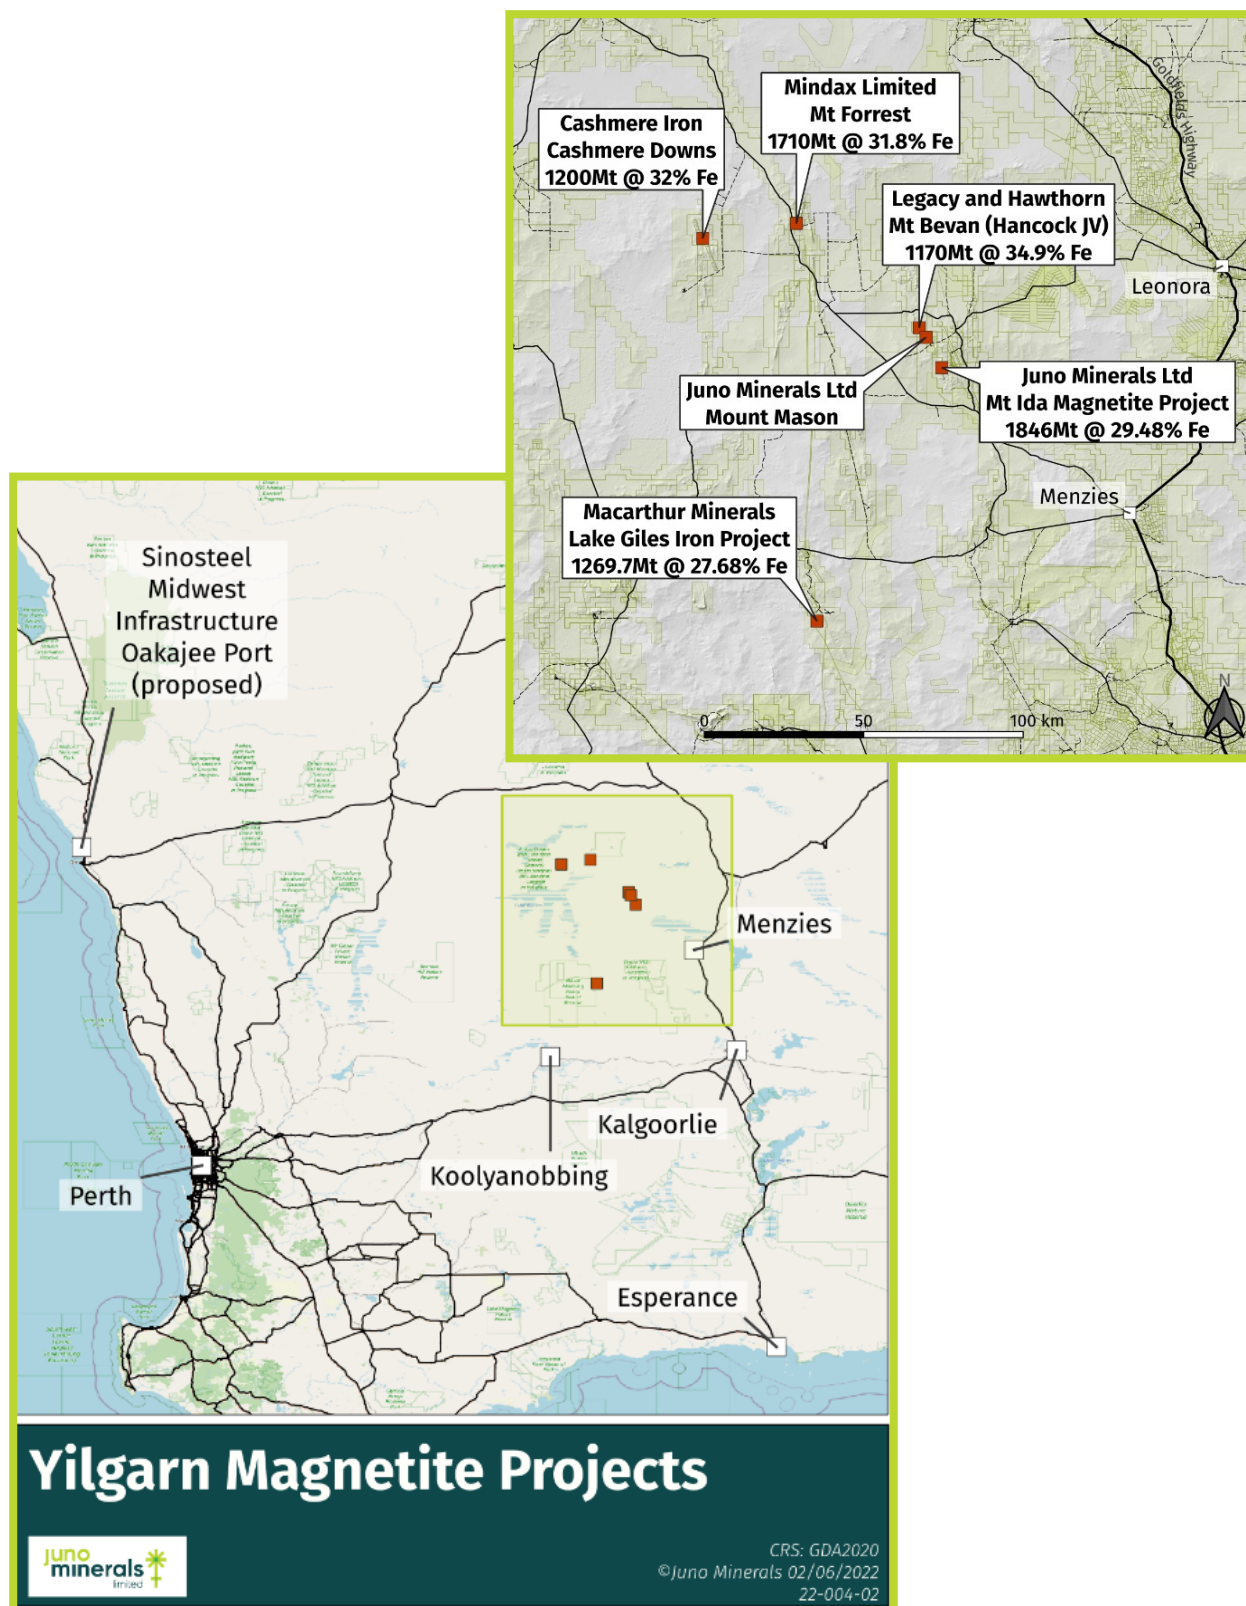 Mindax Limited
Mt Forrest
1710Mt @ 31.8% Fe
Cashmere Iron
Cashmere Downs
1200Mt @ 32% Fe
Goldfields Highway
Legacy and Hawthorn
Mt Bevan (Hancock JV)
1170Mt @ 34.9% Fe
Leonora
Juno Minerals Ltd
Mount Mason
Juno Minerals Ltd
Mt Ida Magnetite Project
1846Mt @ 29.48% Fe
Menzies
Macarthur Minerals
Lake Giles Iron Project
1269.7Mt @ 27.68% Fe
N
0 50 100 km
Sinosteel
Midwest
Infrastructure
Oakajee Port
(proposed)
Menzies
Kalgoorlie
Koolyanobbing
Perth
Esperance
Yilgarn Magnetite Projects
juno
minerals
limited
CRS: GDA2020
©Juno Minerals 02/06/2022
22-004-02